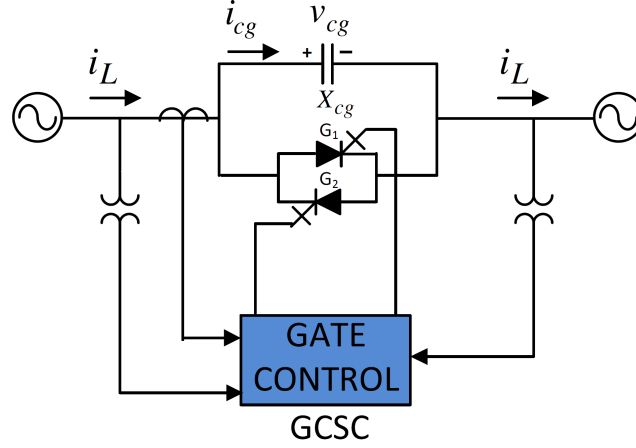 i_cg v_cg
+ −
i_L i_L
X_cg
G₁
G₂
GATE
CONTROL
GCSC